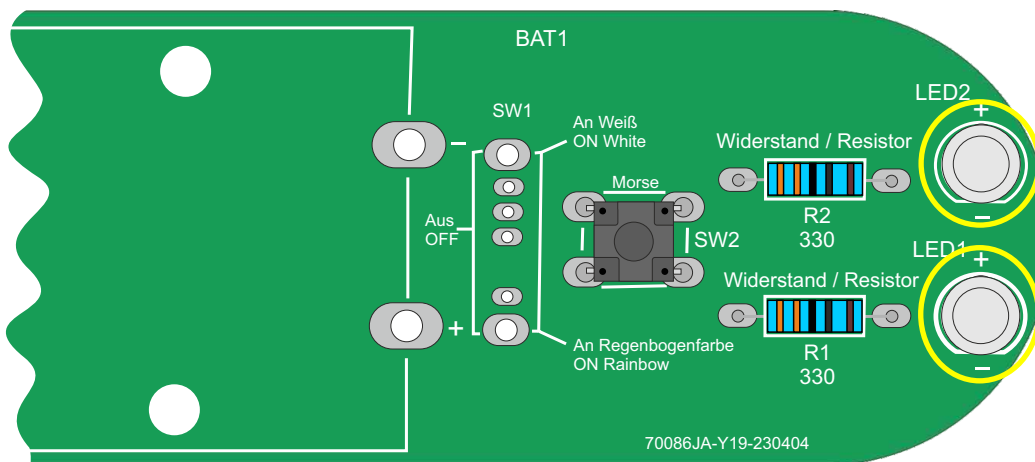 BAT1
LED2
+
SW1
An Weiß
ON White
-
Widerstand / Resistor
Morse
R2
330
–
Aus
OFF
SW2
LED1
+
Widerstand / Resistor
+
An Regenbogenfarbe
ON Rainbow
R1
330
–
70086JA-Y19-230404